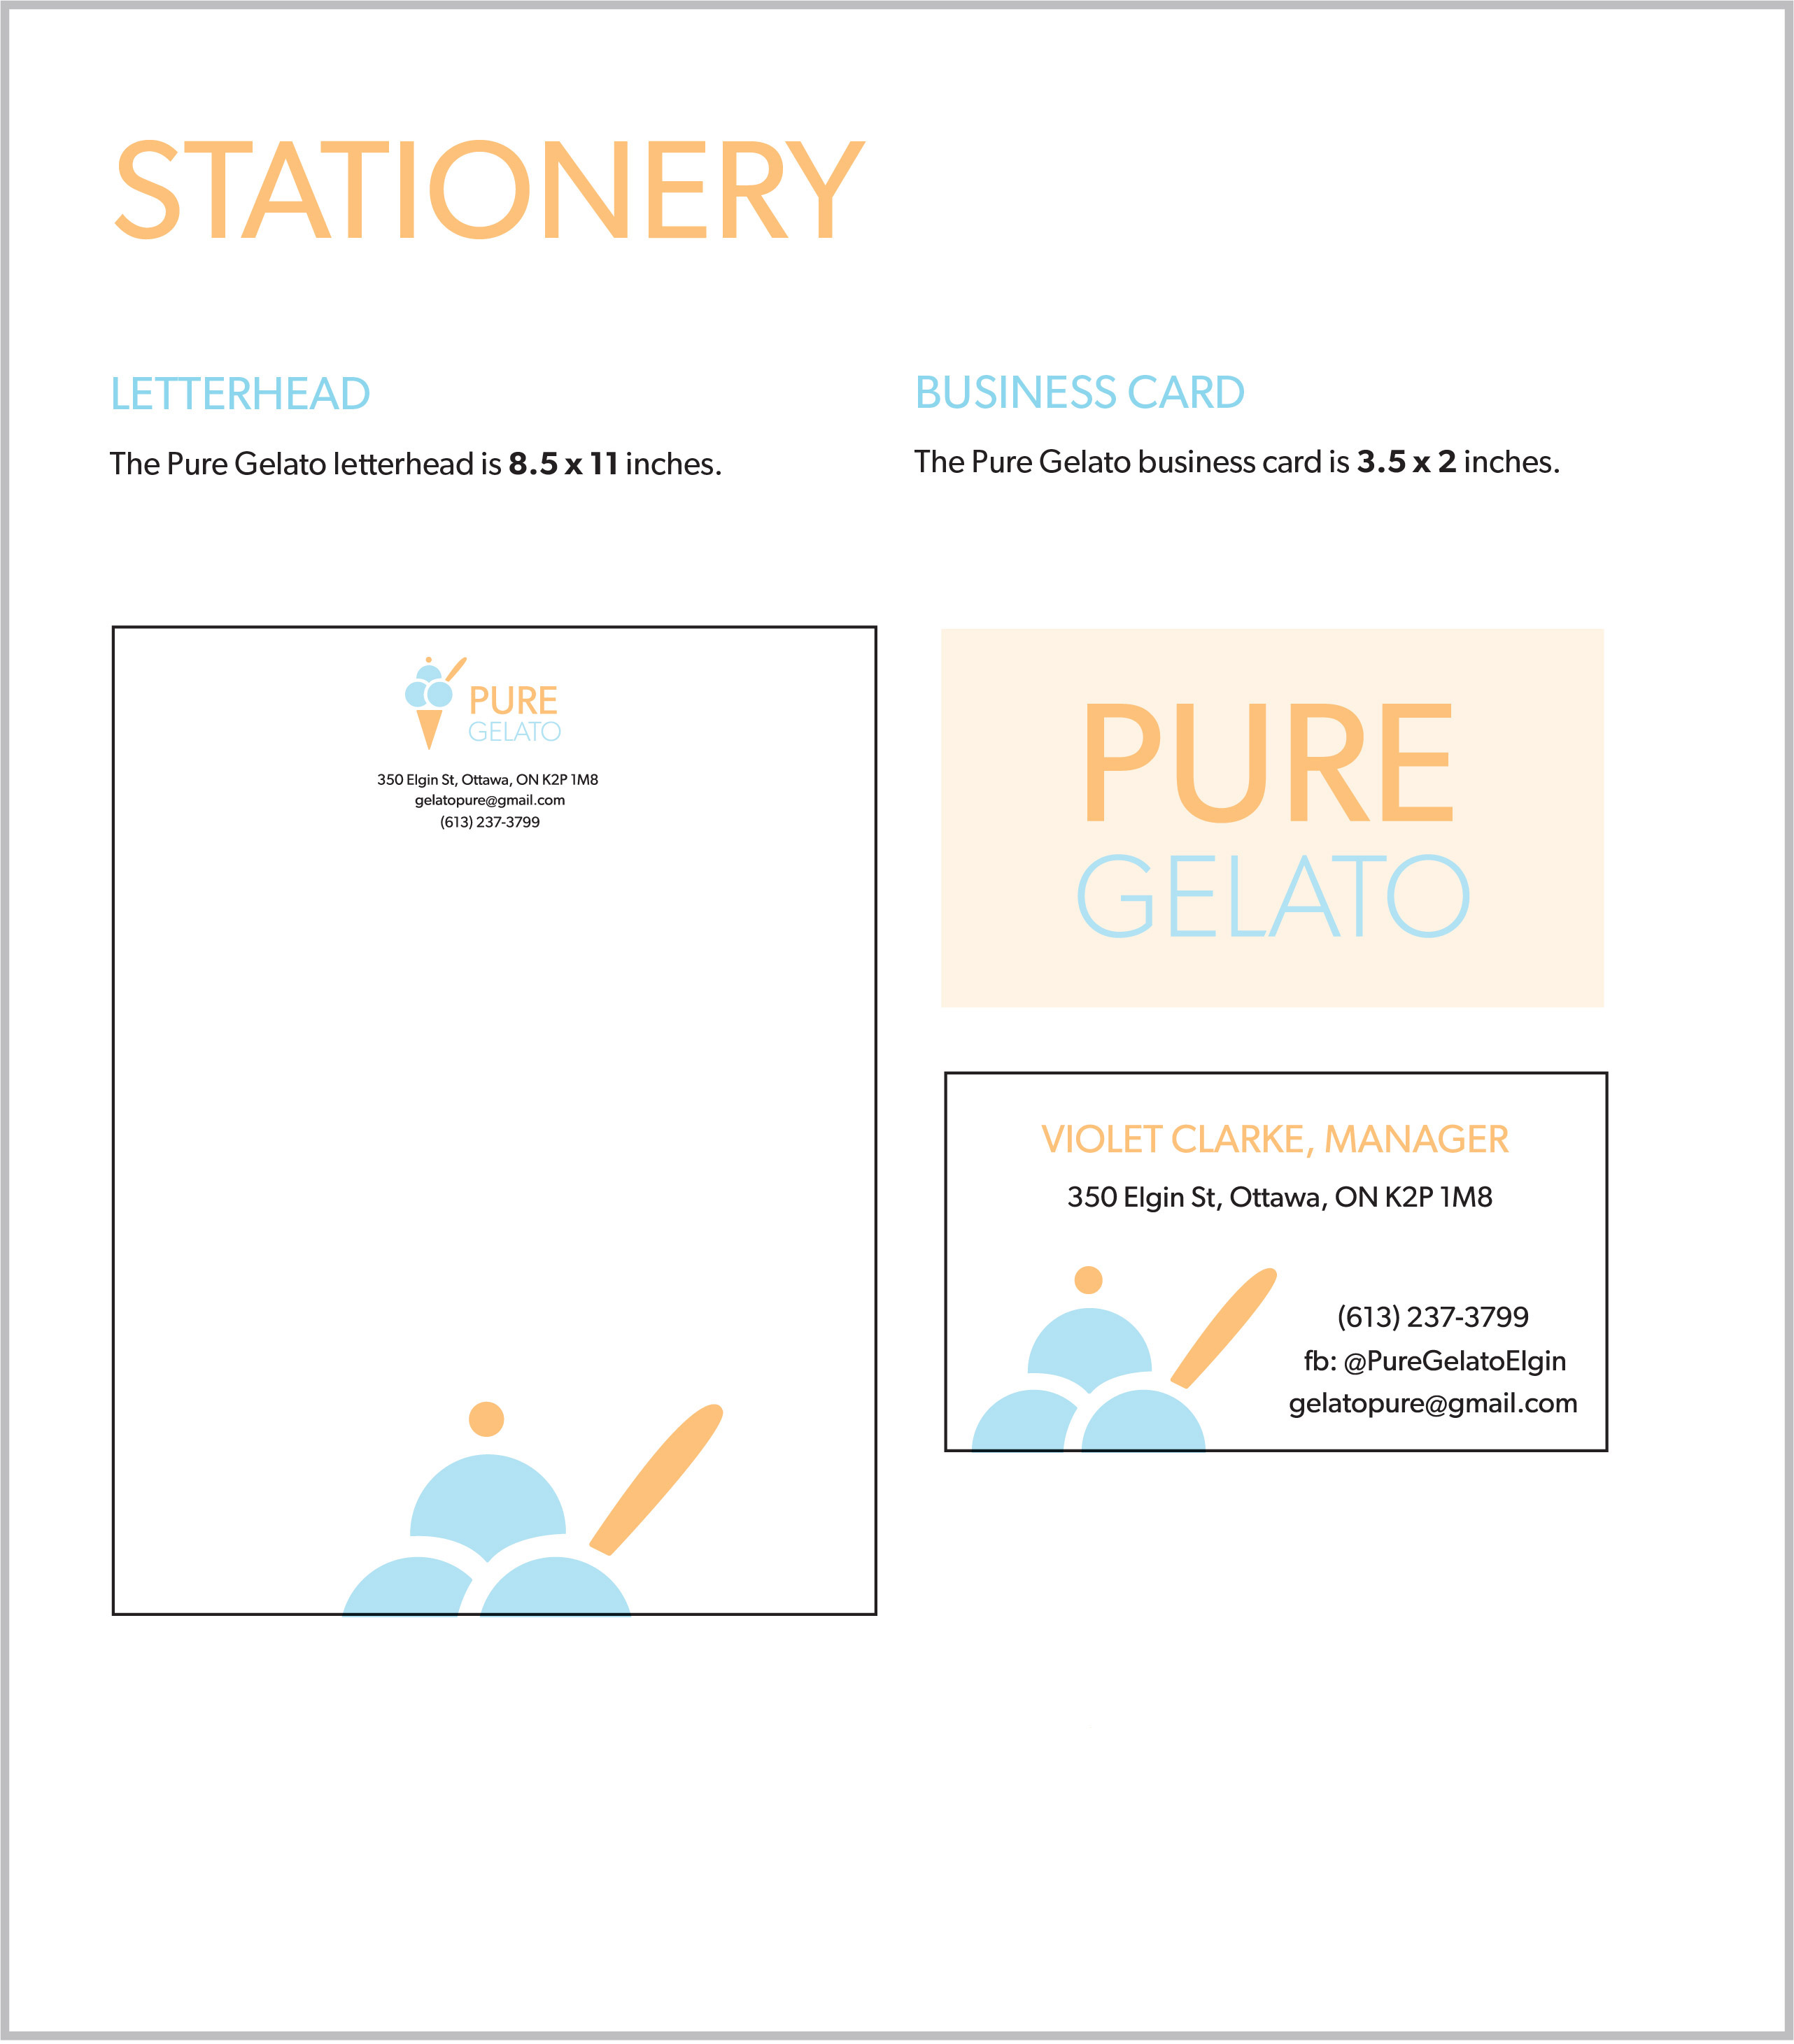 STATIONERY
LETTERHEAD
The Pure Gelato letterhead is 8.5 x 11 inches.
PURE
GELATO
350 Elgin St, Ottawa, ON K2P 1M8
gelatopure@gmail.com
(613) 237-3799
BUSINESS CARD
The Pure Gelato business card is 3.5 x 2 inches.
PURE
GELATO
VIOLET CLARKE, MANAGER
350 Elgin St, Ottawa, ON K2P 1M8
(613) 237-3799
fb: @PureGelatoElgin
gelatopure@gmail.com